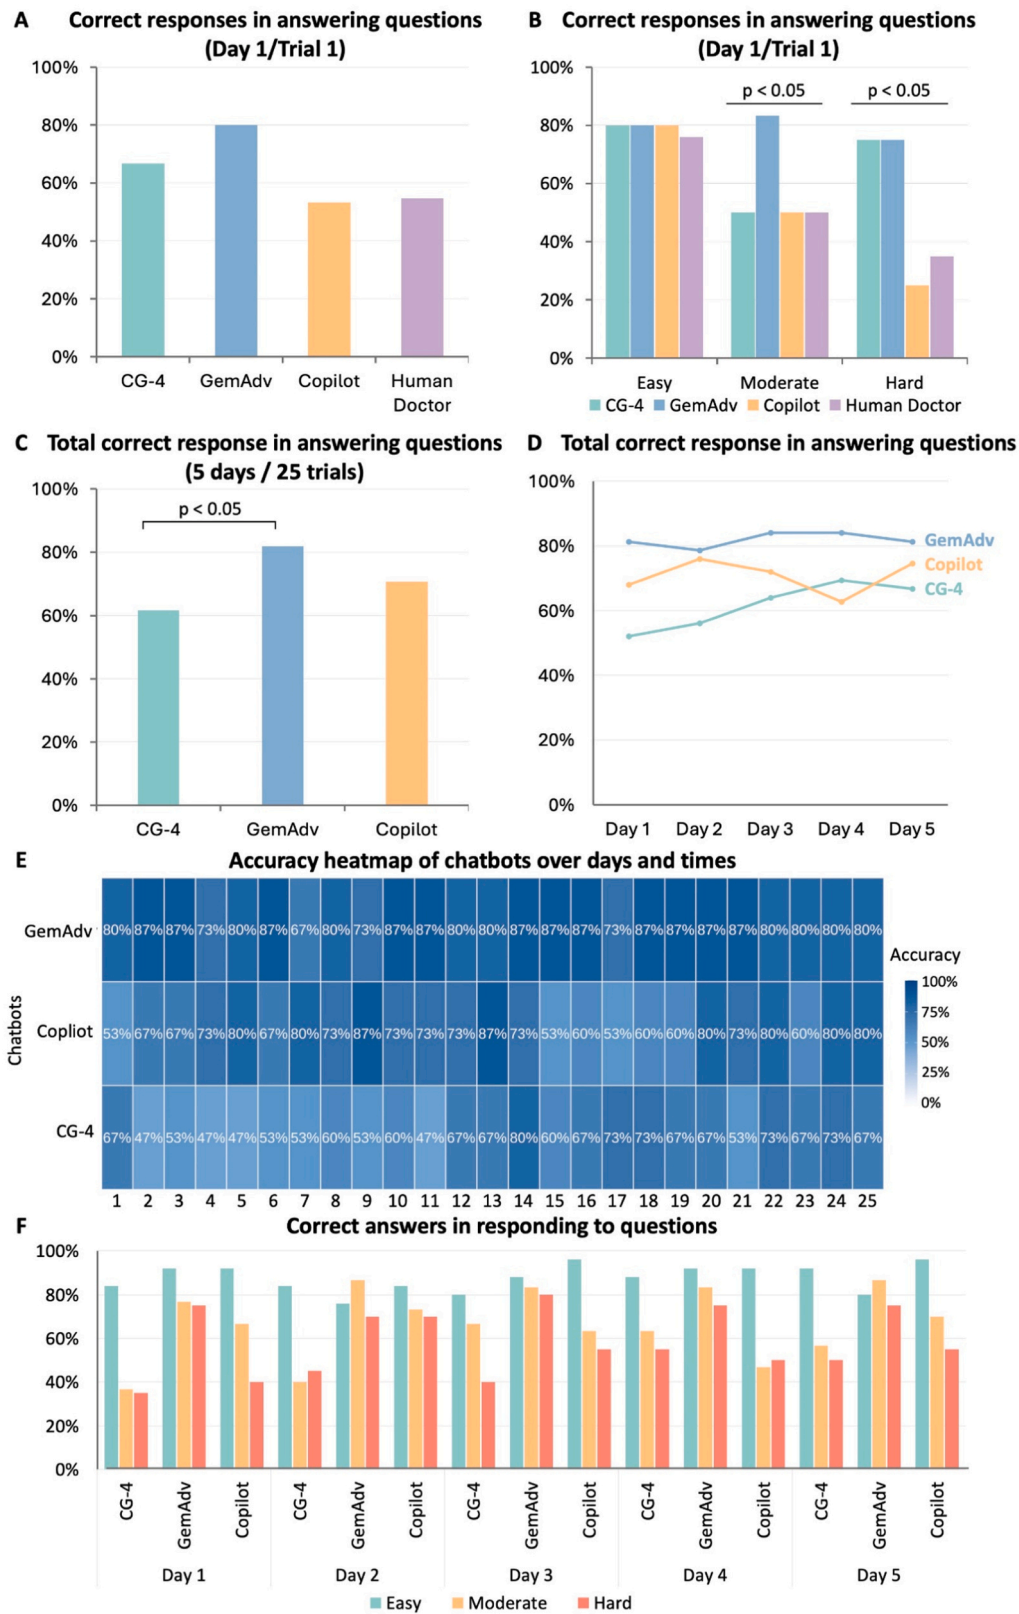 A Correct responses in answering questions
(Day 1/Trial 1)
100%
80%
60%
40%
20%
0%
CG-4 GemAdv Copilot Human
Doctor
B Correct responses in answering questions
(Day 1/Trial 1)
100%
80%
60%
40%
20%
0%
p < 0.05 p < 0.05
Easy Moderate Hard
CG-4 GemAdv Copilot Human Doctor
C Total correct response in answering questions
(5 days / 25 trials)
100%
80%
60%
40%
20%
0%
p < 0.05
CG-4 GemAdv Copilot
D Total correct response in answering questions
100%
80%
60%
40%
20%
0%
GemAdv
Copilot
CG-4
Day 1 Day 2 Day 3 Day 4 Day 5
E Accuracy heatmap of chatbots over days and times
Chatbots
GemAdv 80% 87% 87% 73% 80% 87% 67% 80% 73% 87% 87% 80% 80% 87% 87% 87% 73% 87% 87% 87% 87% 80% 80% 80% 80%
Copliot 53% 67% 67% 73% 80% 67% 80% 73% 87% 73% 73% 73% 87% 73% 53% 60% 53% 60% 60% 80% 73% 80% 60% 80% 80%
CG-4 67% 47% 53% 47% 47% 53% 53% 60% 53% 60% 47% 67% 67% 80% 60% 67% 73% 73% 67% 67% 53% 73% 67% 73% 67%
1 2 3 4 5 6 7 8 9 10 11 12 13 14 15 16 17 18 19 20 21 22 23 24 25
Accuracy
100%
75%
50%
25%
0%
F Correct answers in responding to questions
100%
80%
60%
40%
20%
0%
CG-4 GemAdv Copilot CG-4 GemAdv Copilot CG-4 GemAdv Copilot CG-4 GemAdv Copilot CG-4 GemAdv Copilot
Day 1 Day 2 Day 3 Day 4 Day 5
Easy Moderate Hard